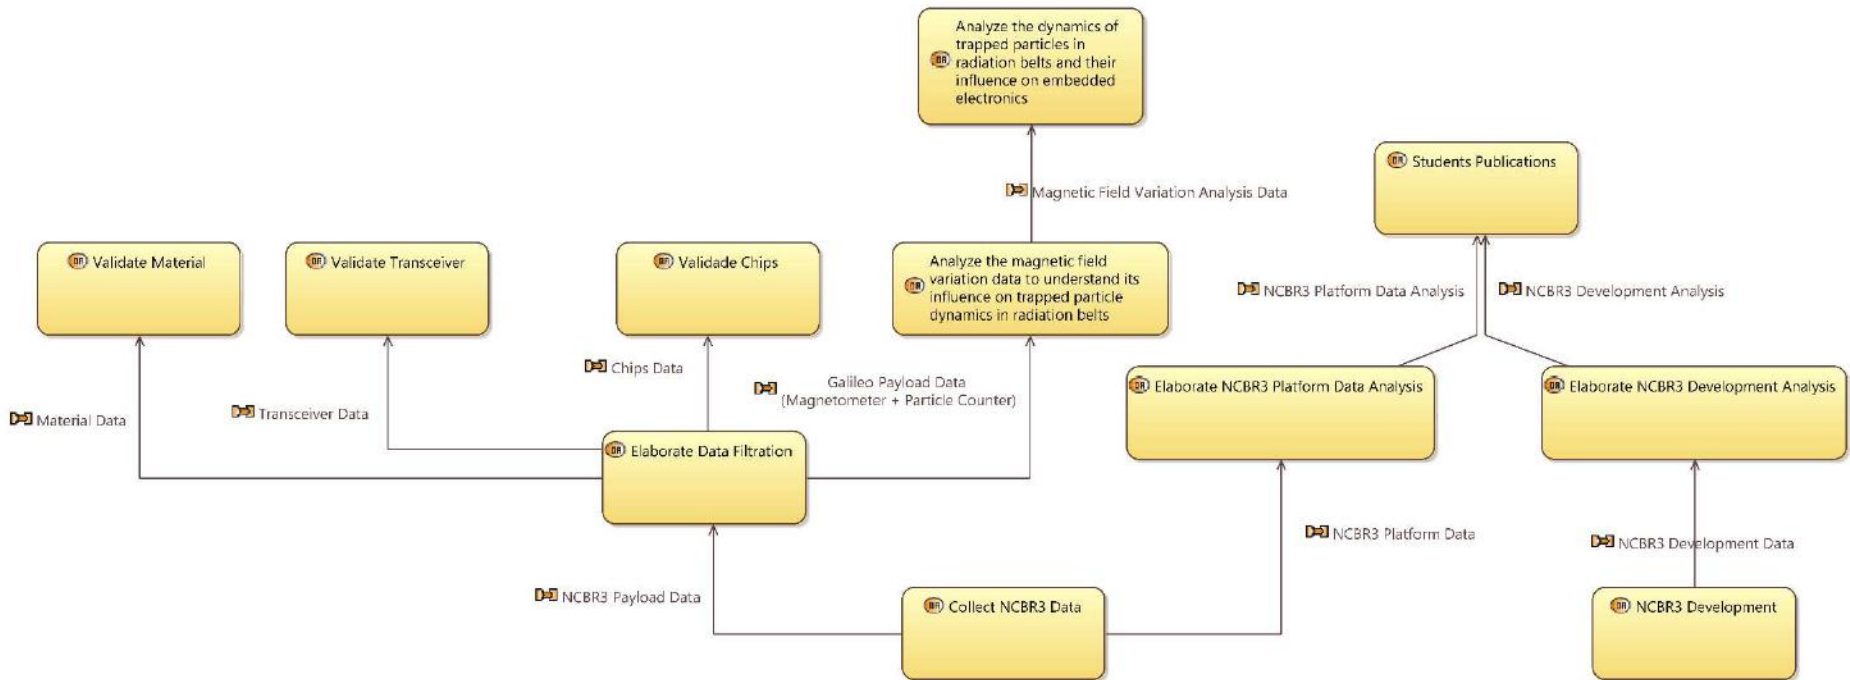 Analyze the dynamics of
trapped particles in
radiation belts and their
influence on embedded
electronics
Students Publications
Magnetic Field Variation Analysis Data
Validate Material
Validate Transceiver
Validade Chips
Analyze the magnetic field
variation data to understand its
influence on trapped particle
dynamics in radiation belts
NCBR3 Platform Data Analysis
NCBR3 Development Analysis
Chips Data
Galileo Payload Data
(Magnetometer + Particle Counter)
Elaborate NCBR3 Platform Data Analysis
Elaborate NCBR3 Development Analysis
Material Data
Transceiver Data
Elaborate Data Filtration
NCBR3 Platform Data
NCBR3 Development Data
NCBR3 Payload Data
Collect NCBR3 Data
NCBR3 Development